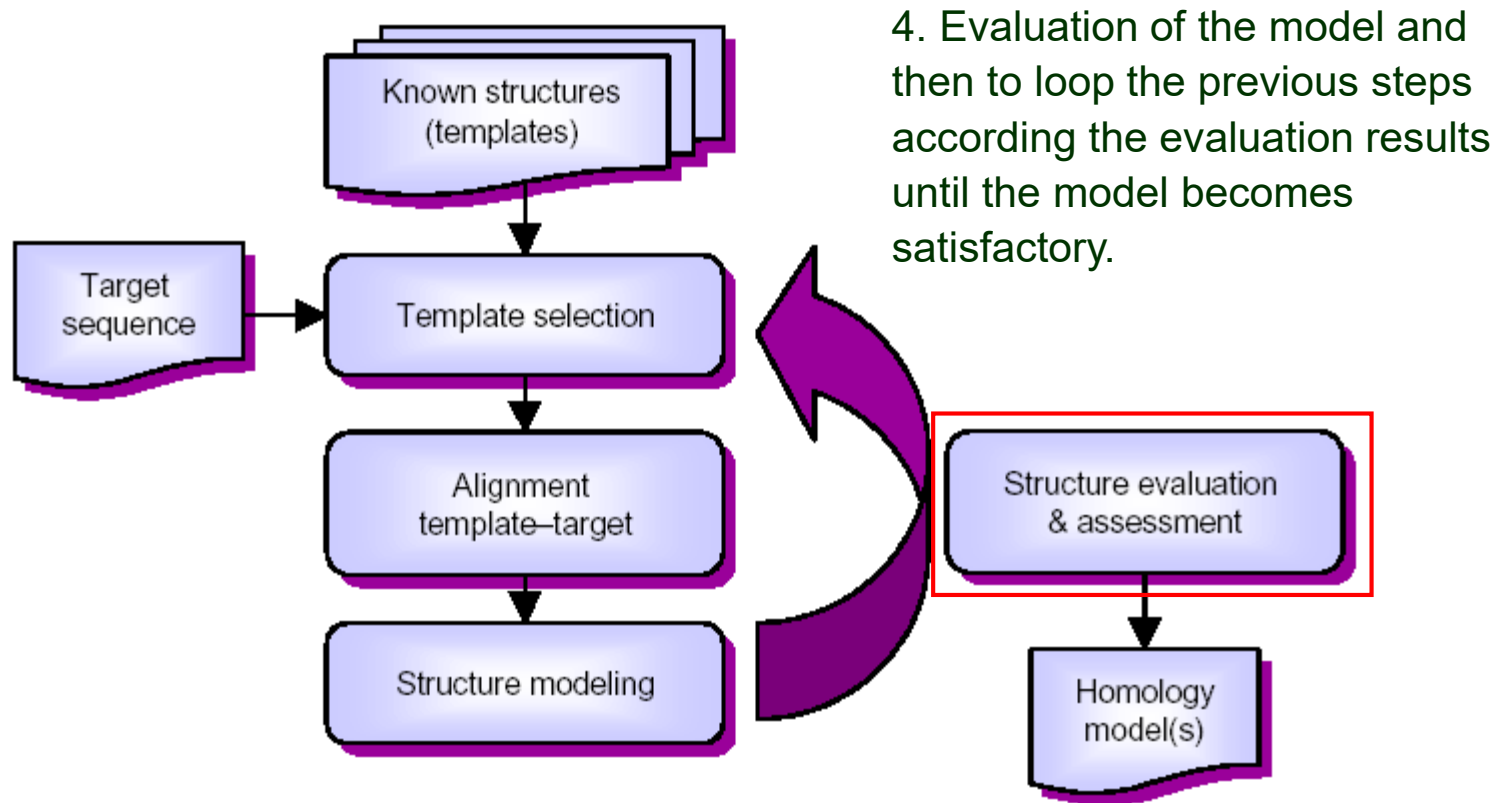 4. Evaluation of the model and
then to loop the previous steps
according the evaluation results
until the model becomes
satisfactory.
Known structures
(templates)
Target
sequence
Template selection
Alignment
template–target
Structure modeling
Structure evaluation
& assessment
Homology
model(s)